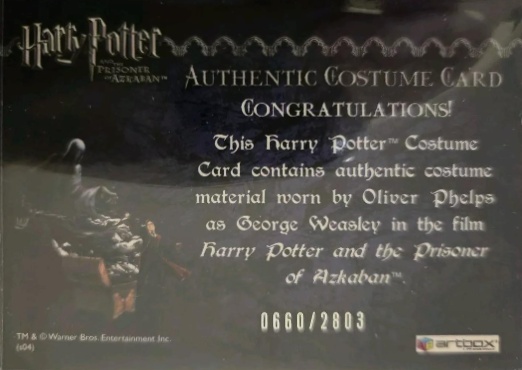 Harry Potter
AND THE
PRISONER
OF AZKABAN™
AUTHENTIC COSTUME CARD
CONGRATULATIONS!
This Harry Potter™ Costume
Card contains authentic costume
material worn by Oliver Phelps
as George Weasley in the film
Harry Potter and the Prisoner
of Azkaban™.
0660/2803
TM & © Warner Bros. Entertainment Inc.
(s04)
artbox